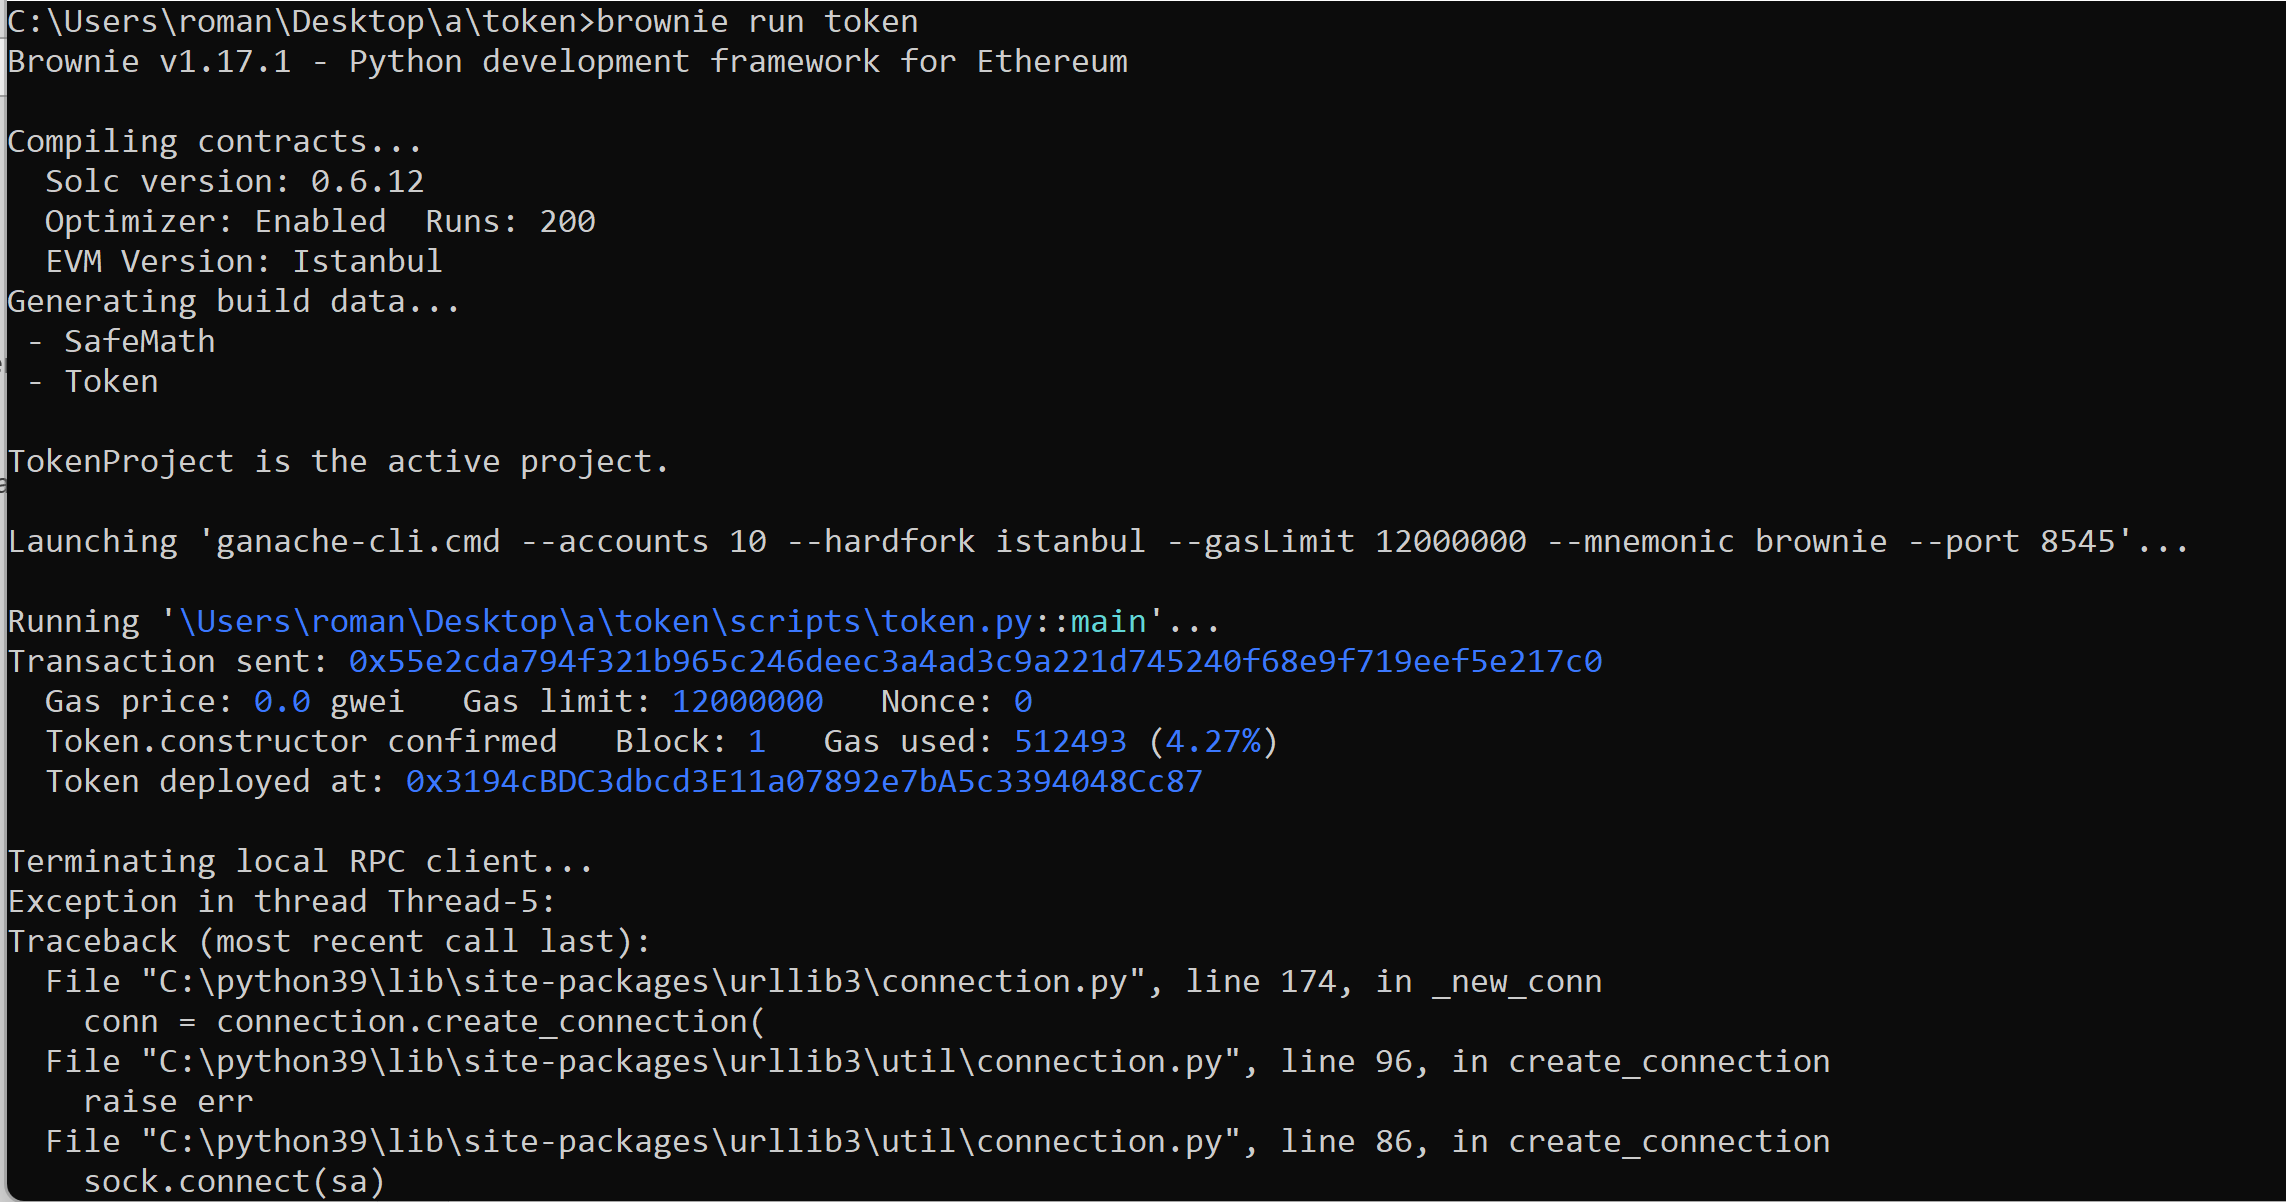 C:\Users\roman\Desktop\a\token>brownie run token
Brownie v1.17.1 - Python development framework for Ethereum
Compiling contracts...
  Solc version: 0.6.12
  Optimizer: Enabled  Runs: 200
  EVM Version: Istanbul
Generating build data...
 - SafeMath
 - Token
TokenProject is the active project.
Launching 'ganache-cli.cmd --accounts 10 --hardfork istanbul --gasLimit 12000000 --mnemonic brownie --port 8545'...
Running '\Users\roman\Desktop\a\token\scripts\token.py::main'...
Transaction sent: 0x55e2cda794f321b965c246deec3a4ad3c9a221d745240f68e9f719eef5e217c0
  Gas price: 0.0 gwei   Gas limit: 12000000   Nonce: 0
  Token.constructor confirmed   Block: 1   Gas used: 512493 (4.27%)
  Token deployed at: 0x3194cBDC3dbcd3E11a07892e7bA5c3394048Cc87
Terminating local RPC client...
Exception in thread Thread-5:
Traceback (most recent call last):
  File "C:\python39\lib\site-packages\urllib3\connection.py", line 174, in _new_conn
    conn = connection.create_connection(
  File "C:\python39\lib\site-packages\urllib3\util\connection.py", line 96, in create_connection
    raise err
  File "C:\python39\lib\site-packages\urllib3\util\connection.py", line 86, in create_connection
    sock.connect(sa)